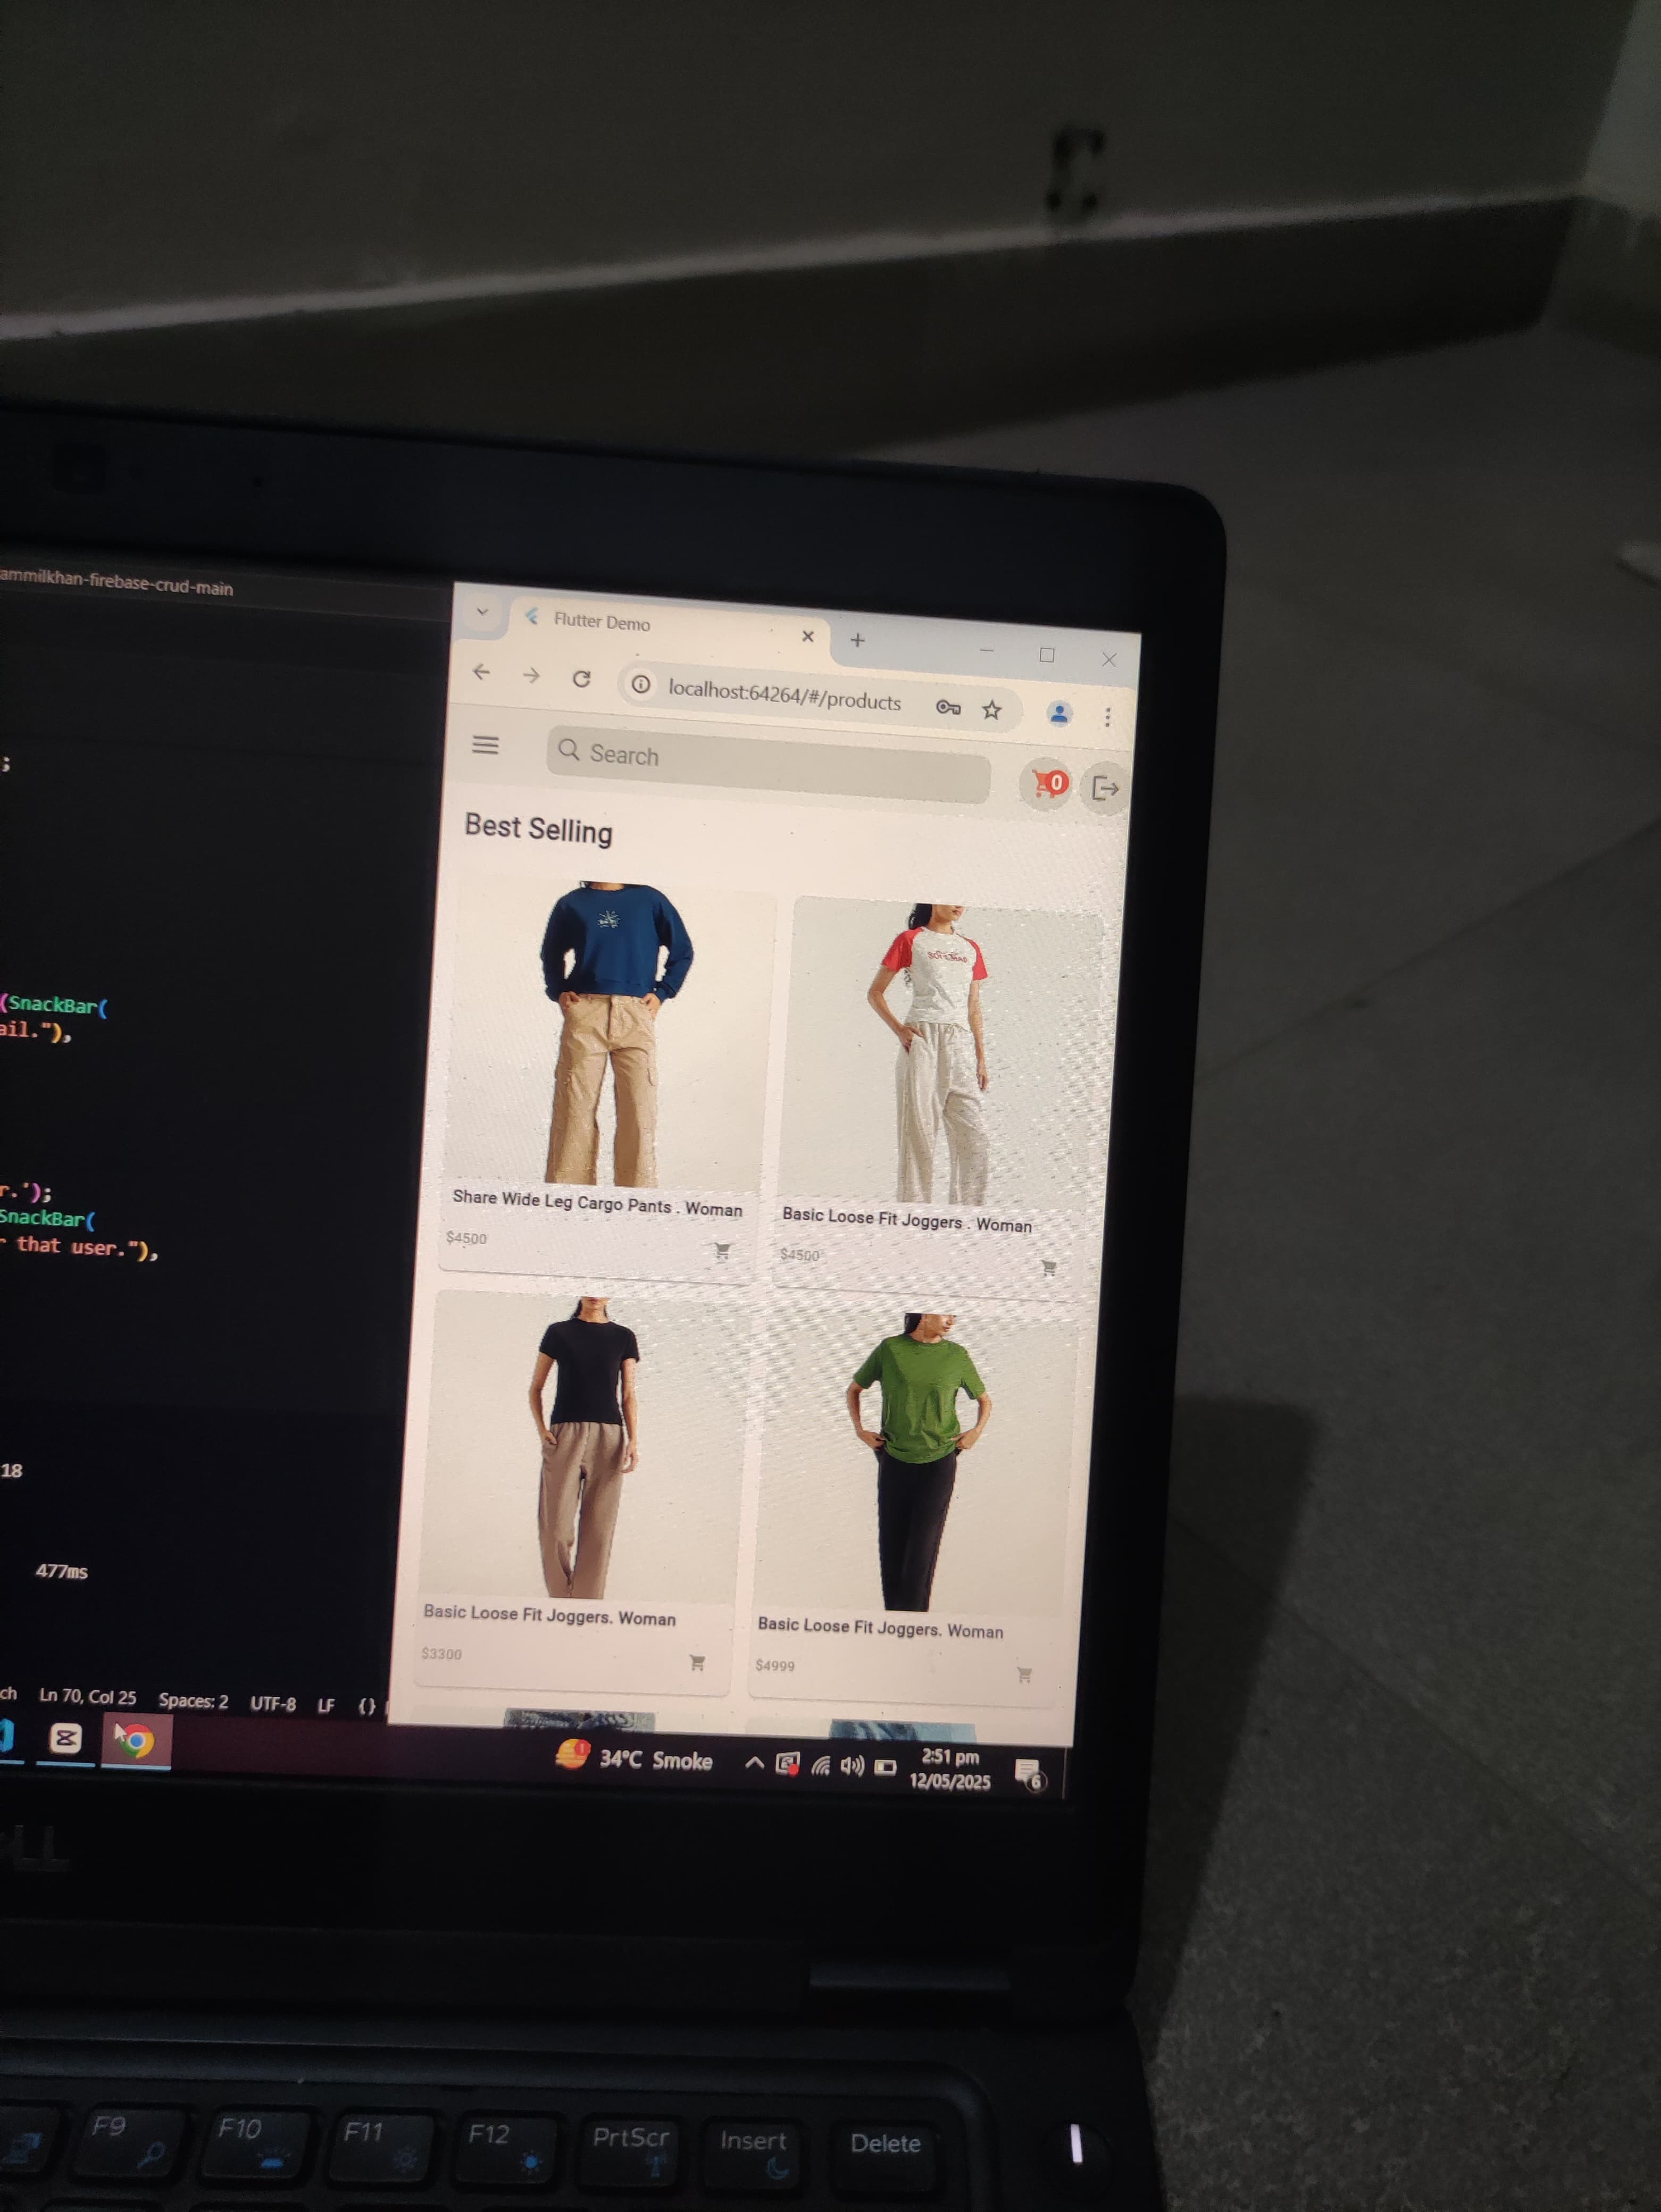 ammilkhan-firebase-crud-main
;
(SnackBar(
ail."),
r.');
SnackBar(
r that user."),
18
477ms
ch Ln 70, Col 25 Spaces: 2 UTF-8 LF {}
Flutter Demo
localhost:64264/#/products
Search
0
Best Selling
Share Wide Leg Cargo Pants . Woman
$4500
Basic Loose Fit Joggers . Woman
$4500
Basic Loose Fit Joggers. Woman
$3300
Basic Loose Fit Joggers. Woman
$4999
1
34°C Smoke
2:51 pm
12/05/2025
6
F9
F10
F11
F12
PrtScr
Insert
Delete